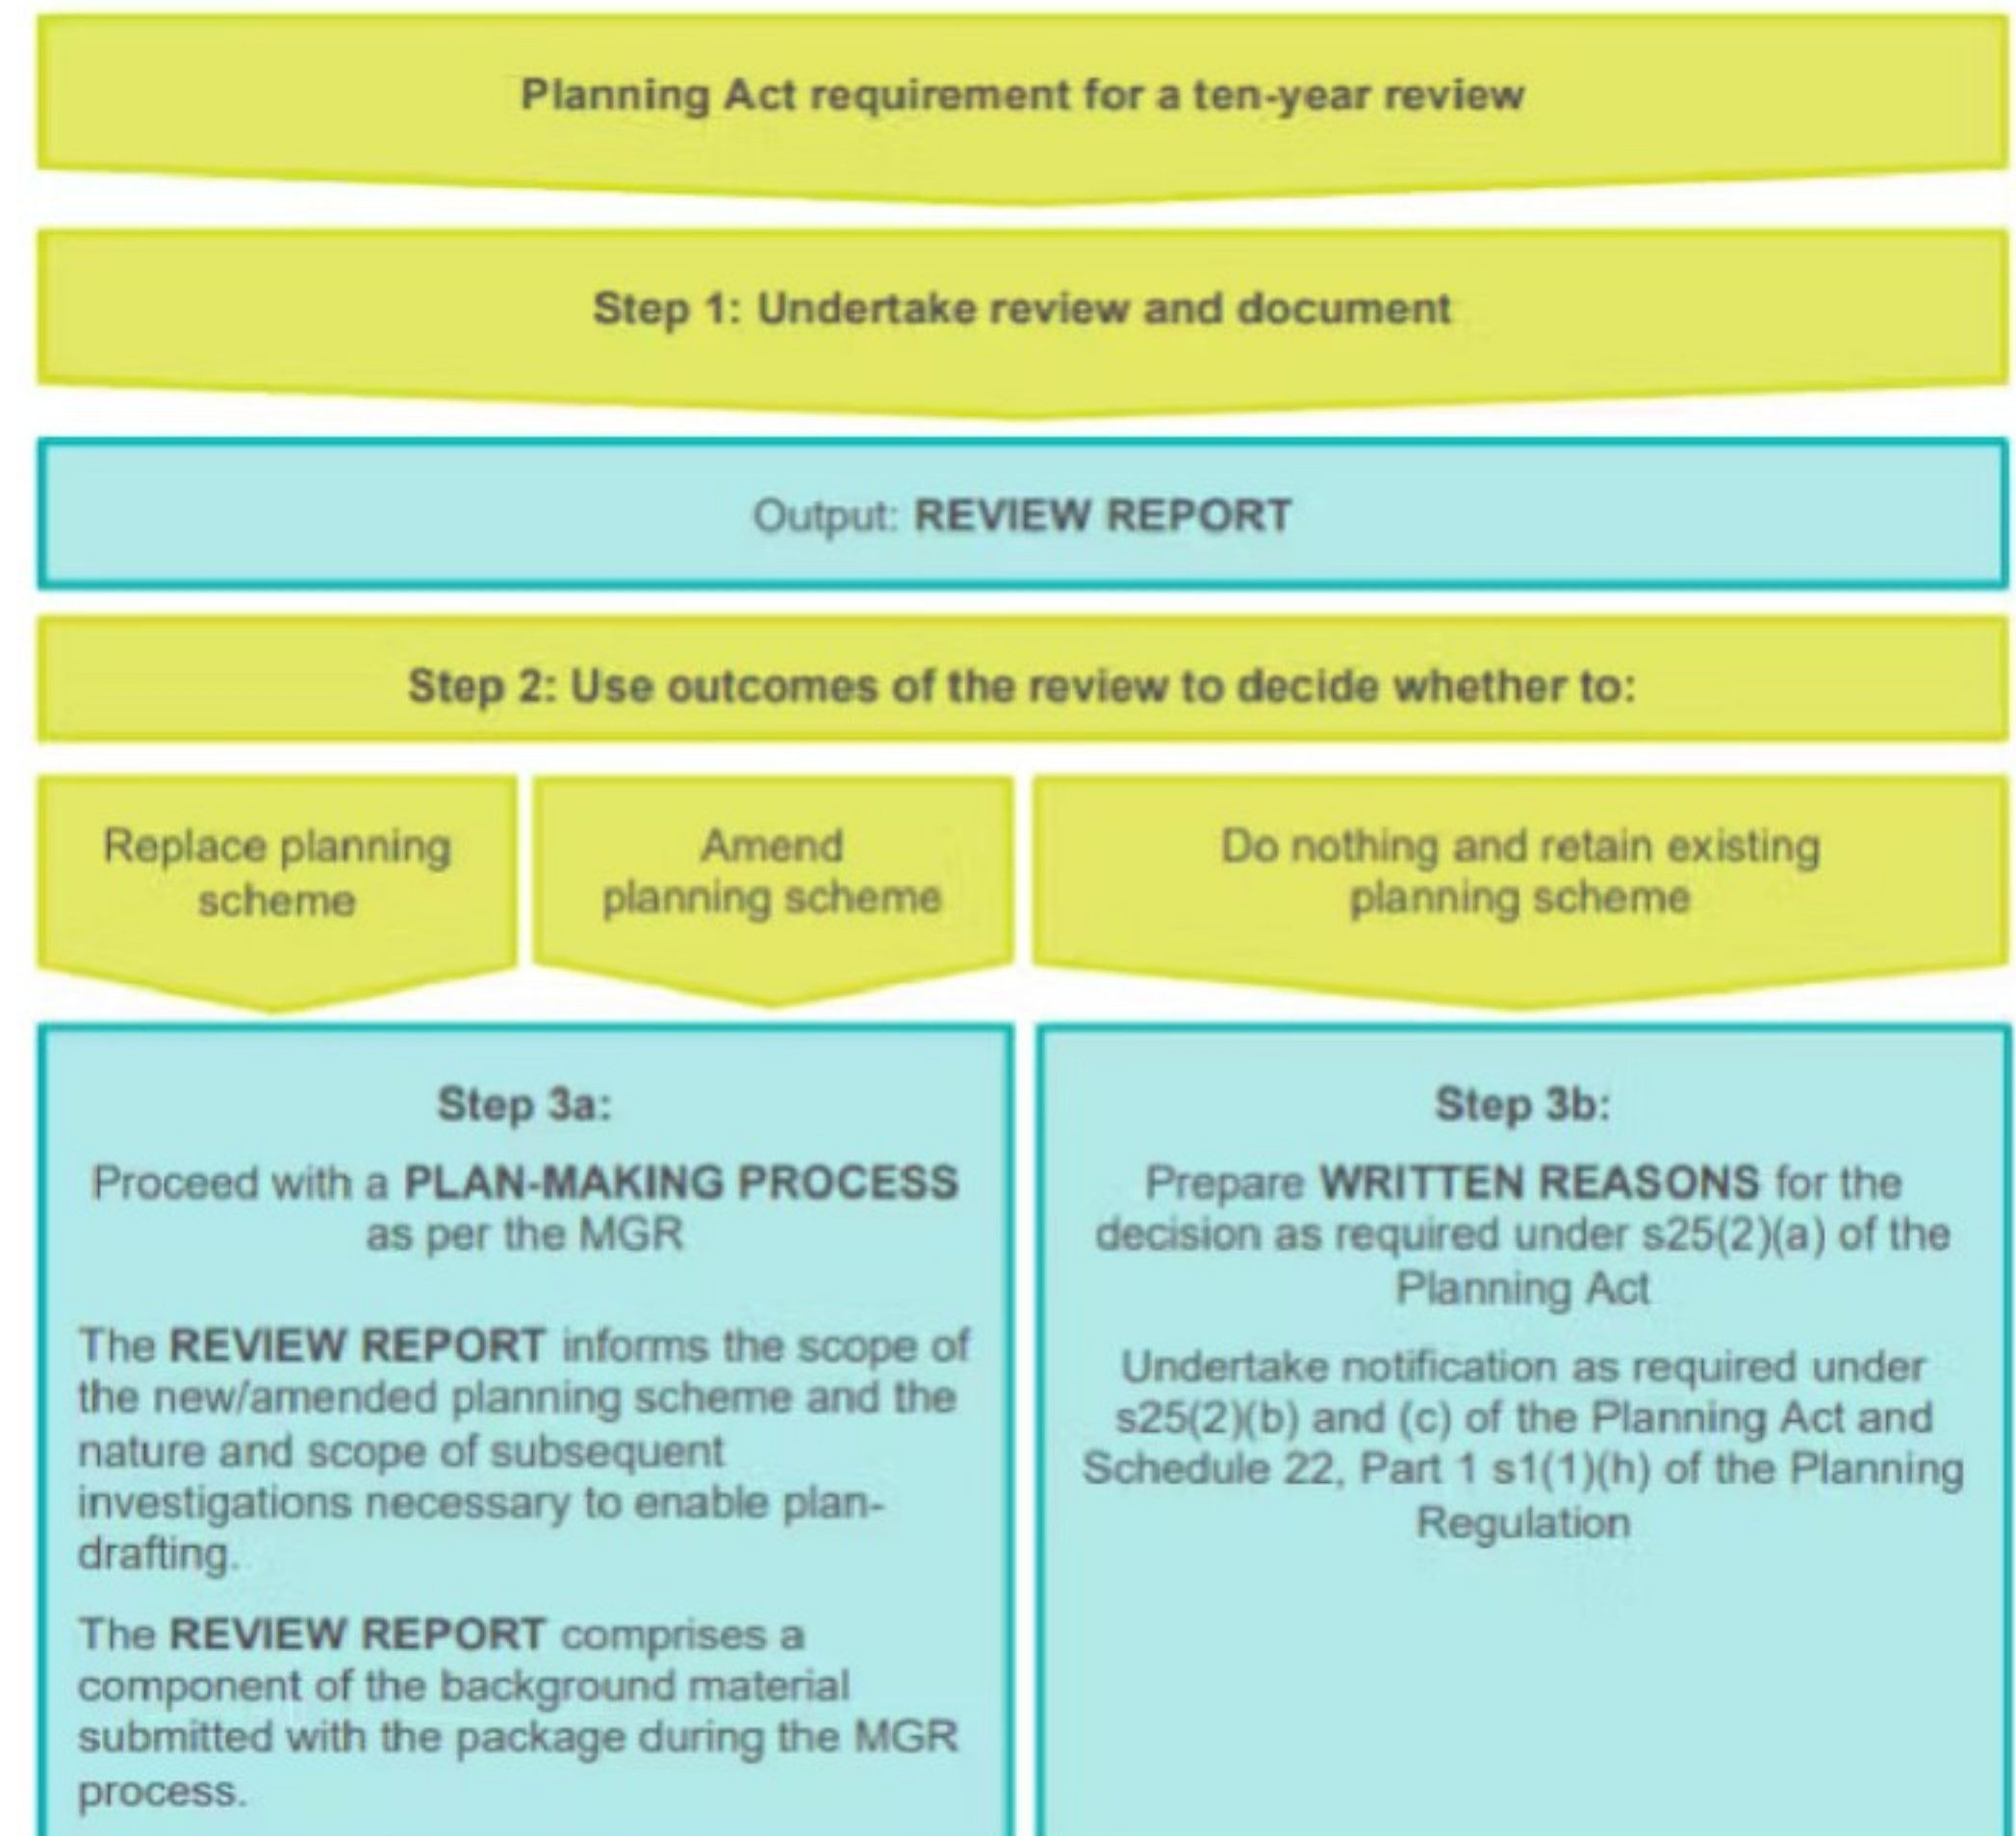 Planning Act requirement for a ten-year review
Step 1: Undertake review and document
Output: REVIEW REPORT
Step 2: Use outcomes of the review to decide whether to:
Replace planning
scheme
Amend
planning scheme
Do nothing and retain existing
planning scheme
Step 3a:
Proceed with a PLAN-MAKING PROCESS
as per the MGR
The REVIEW REPORT informs the scope of
the new/amended planning scheme and the
nature and scope of subsequent
investigations necessary to enable plan-
drafting.
The REVIEW REPORT comprises a
component of the background material
submitted with the package during the MGR
process.
Step 3b:
Prepare WRITTEN REASONS for the
decision as required under s25(2)(a) of the
Planning Act
Undertake notification as required under
s25(2)(b) and (c) of the Planning Act and
Schedule 22, Part 1 s1(1)(h) of the Planning
Regulation